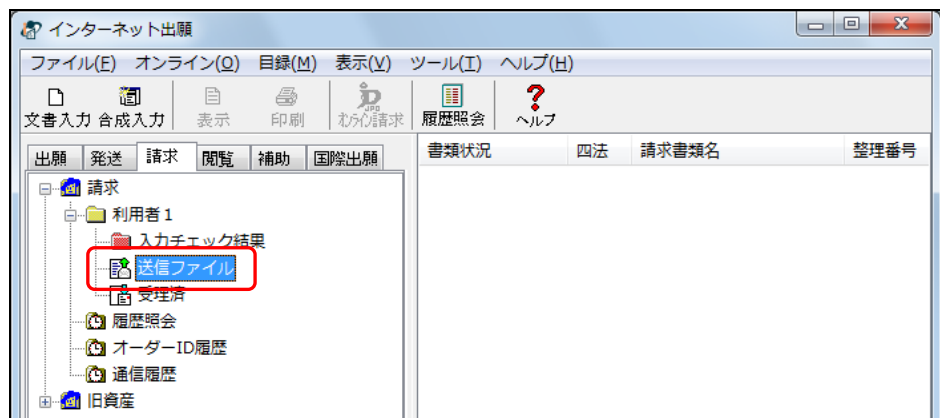 インターネット出願
ファイル(F) オンライン(O) 目録(M) 表示(V) ツール(T) ヘルプ(H)
文書入力 合成入力 表示 印刷 オンライン請求 履歴照会 ヘルプ
出願 発送 請求 閲覧 補助 国際出願
書類状況 四法 請求書類名 整理番号
請求
利用者1
入力チェック結果
送信ファイル
受理済
履歴照会
オーダーID履歴
通信履歴
旧資産